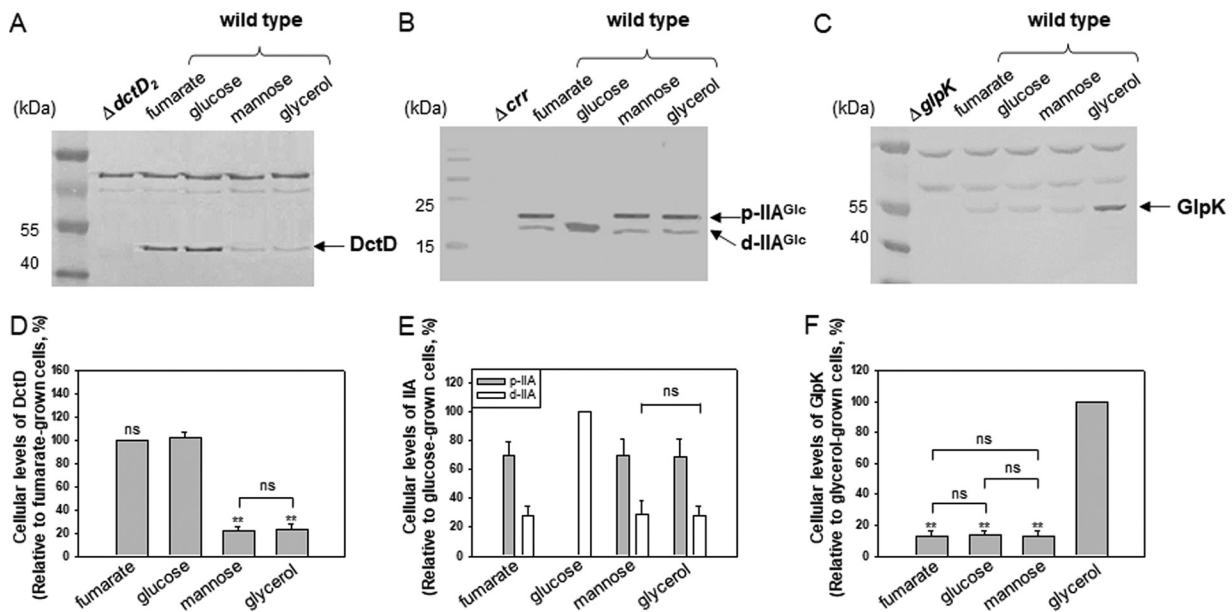 A
wild type
ΔdctD2
fumarate
glucose
mannose
glycerol
(kDa)
55
40
DctD
B
wild type
Δcrr
fumarate
glucose
mannose
glycerol
(kDa)
25
15
p-IIAGlc
d-IIAGlc
C
wild type
ΔglpK
fumarate
glucose
mannose
glycerol
(kDa)
55
40
GlpK
D
Cellular levels of DctD
(Relative to fumarate-grown cells, %)
160
140
120
100
80
60
40
20
0
ns
**
ns
**
fumarate
glucose
mannose
glycerol
E
Cellular levels of IIA
(Relative to glucose-grown cells, %)
120
100
80
60
40
20
0
p-IIA
d-IIA
ns
fumarate
glucose
mannose
glycerol
F
Cellular levels of GlpK
(Relative to glycerol-grown cells, %)
120
100
80
60
40
20
0
ns
ns
ns
**
**
**
fumarate
glucose
mannose
glycerol